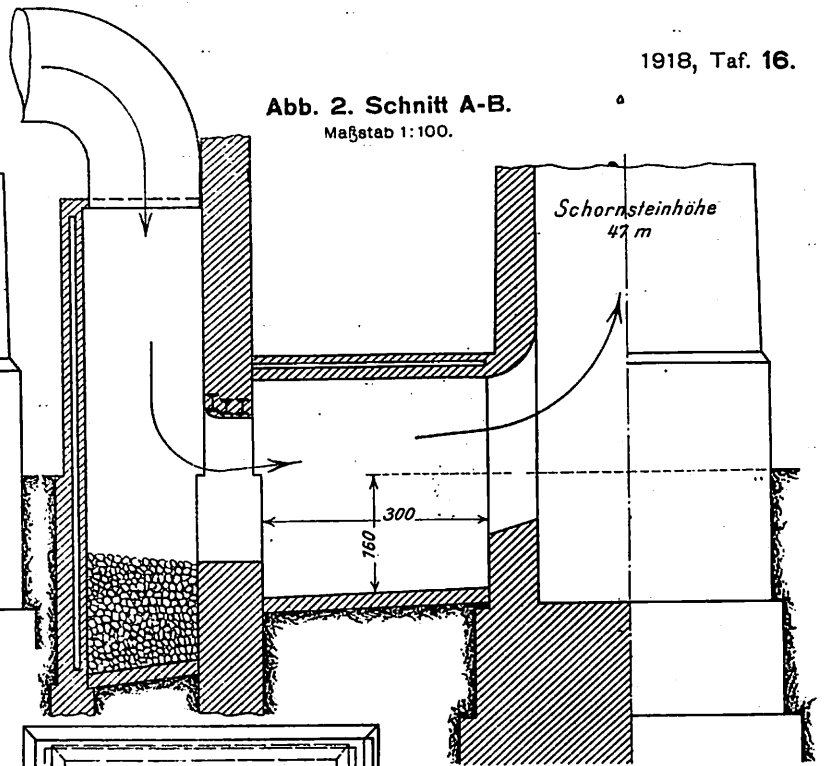 1918, Taf. 16.
Abb. 2. Schnitt A-B.
Maßstab 1:100.
Schornsteinhöhe
47 m
300
160